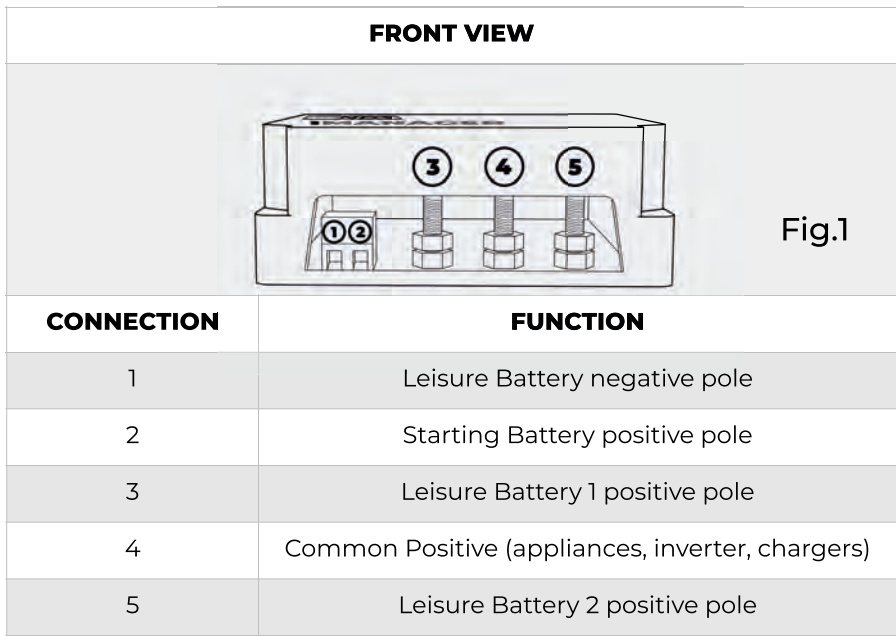 FRONT VIEW
3 4 5
1 2
Fig.1
CONNECTION FUNCTION
1 Leisure Battery negative pole
2 Starting Battery positive pole
3 Leisure Battery 1 positive pole
4 Common Positive (appliances, inverter, chargers)
5 Leisure Battery 2 positive pole